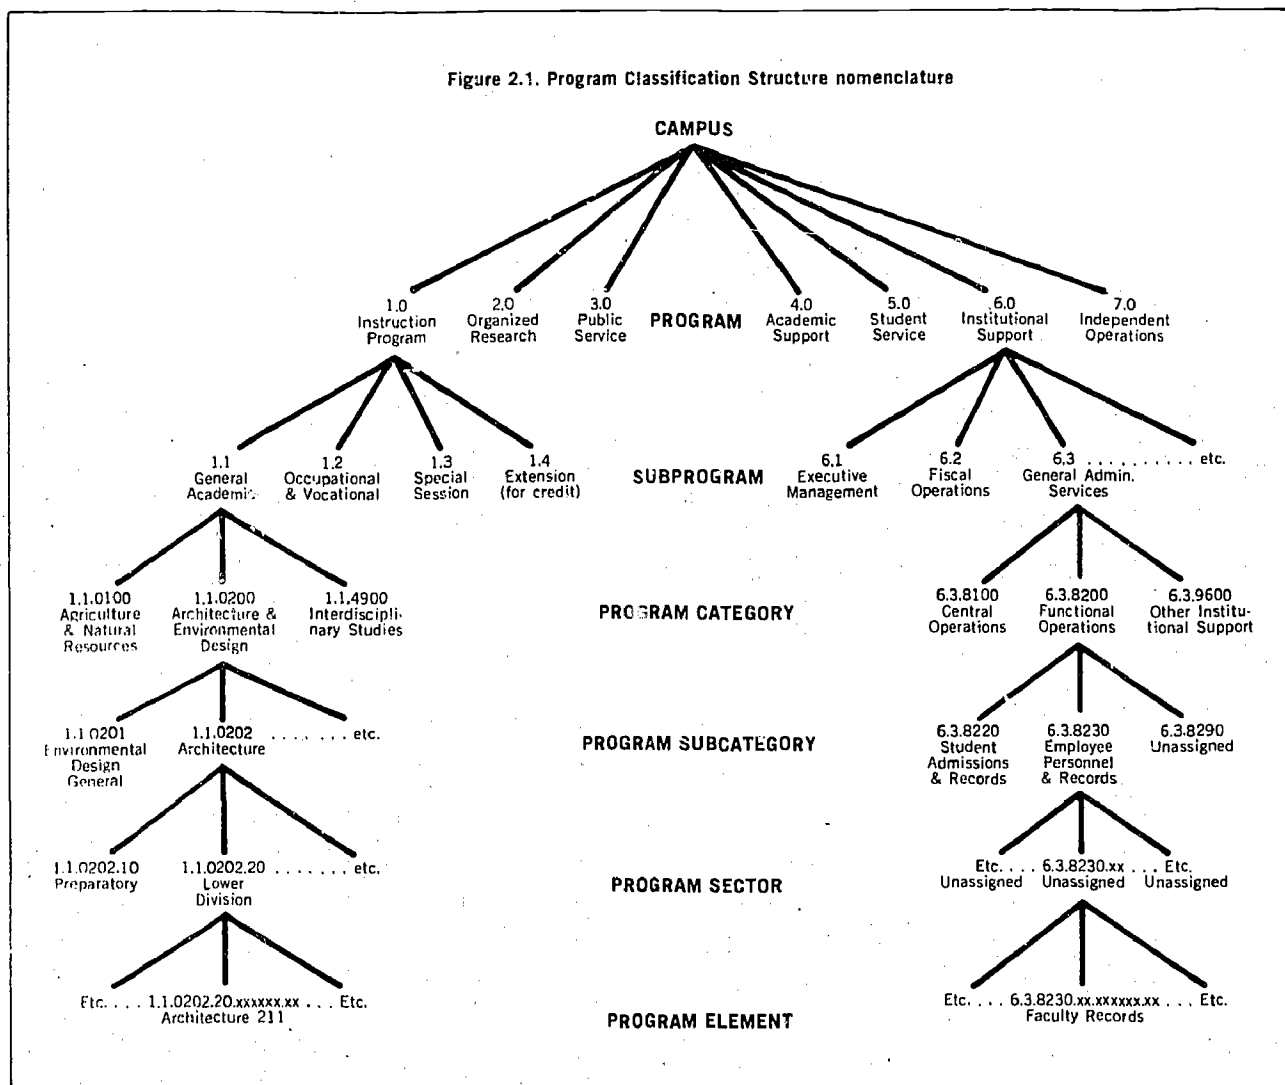 Figure 2.1. Program Classification Structure nomenclature
CAMPUS
1.0 2.0 3.0 4.0 5.0 6.0 7.0
Instruction Organized Public PROGRAM Academic Student Institutional Independent
Program Research Service Support Service Support Operations
1.1 1.2 1.3 1.4 6.1 6.2 6.3 . . . . . . . . . . etc.
General Occupational Special Extension SUBPROGRAM Executive Fiscal General Admin.
Academic & Vocational Session (for credit) Management Operations Services
1.1.0100 1.1.0200 1.1.4900 6.3.8100 6.3.8200 6.3.9600
Agriculture Architecture & Interdiscipli- PROGRAM CATEGORY Central Functional Other Institu-
& Natural Environmental nary Studies Operations Operations tional Support
Resources Design
1.1.0201 1.1.0202 . . . . . . . etc. PROGRAM SUBCATEGORY 6.3.8220 6.3.8230 6.3.8290
Environmental Architecture Student Employee Unassigned
Design Admissions Personnel
General & Records & Records
1.1.0202.10 1.1.0202.20 . . . . . . . etc. Etc. . . . 6.3.8230.xx . . . Etc.
Preparatory Lower PROGRAM SECTOR Unassigned Unassigned Unassigned
Division
Etc. . . . 1.1.0202.20.xxxxxx.xx . . . Etc. Etc. . . . 6.3.8230.xx.xxxxxx.xx . . . Etc.
Architecture 211 PROGRAM ELEMENT Faculty Records